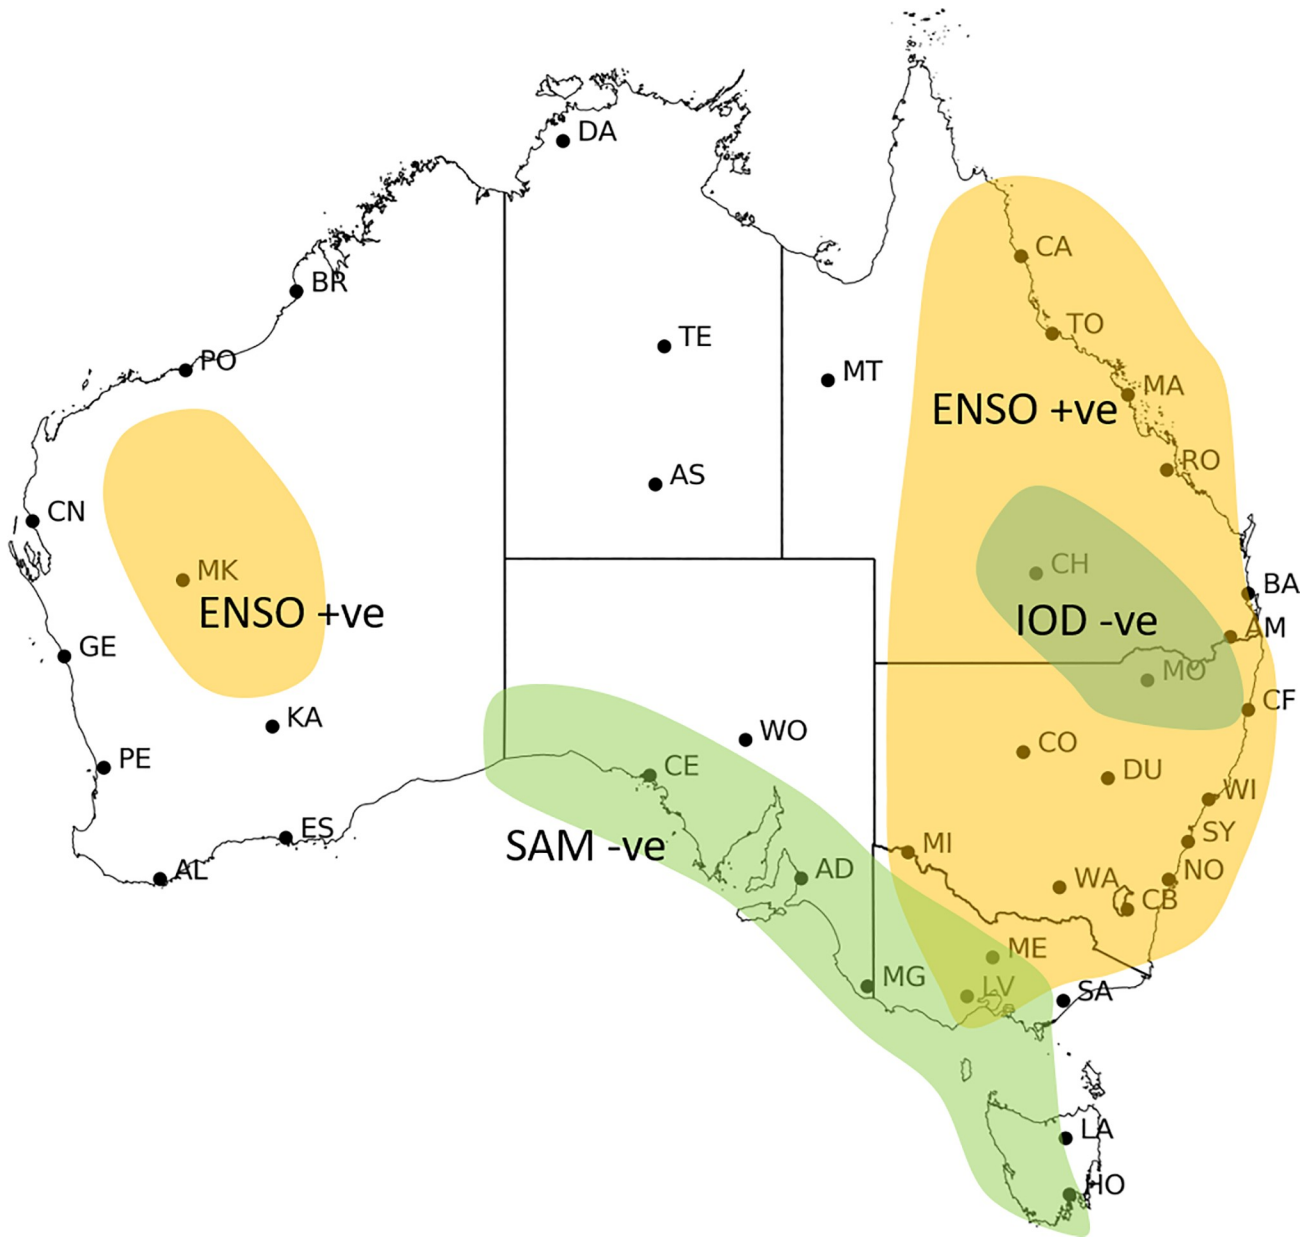 DA
CA
BR
TO
TE
PO
MT
MA
ENSO +ve
RO
AS
CN
CH
MK
BA
ENSO +ve
IOD -ve
AM
GE
MO
CF
KA
WO
CO
PE
CE
DU
WI
ES
SY
SAM -ve
MI
AL
AD
WA
NO
CB
ME
MG
LV
SA
LA
HO